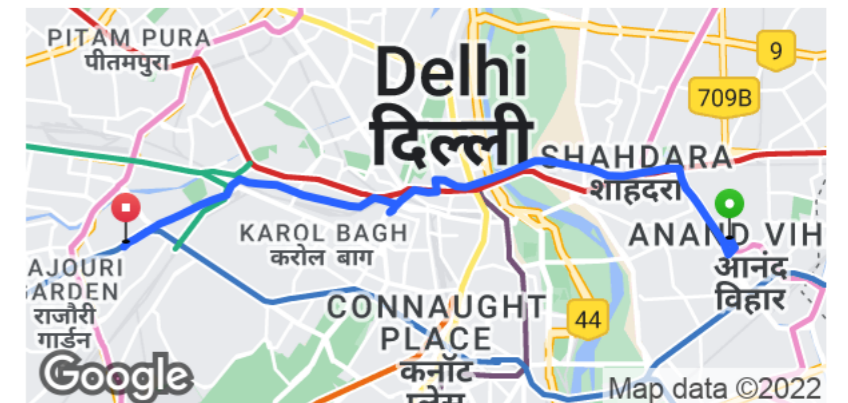 PITAM PURA
पीतमपुरा
Delhi
दिल्ली
9
709B
SHAHDARA
शाहदरा
KAROL BAGH
करोल बाग
ANAND VIH
आनंद
विहार
AJOURI
GARDEN
राजौरी
गार्डन
CONNAUGHT
PLACE
कनॉट
प्लेस
44
Google
Map data ©2022